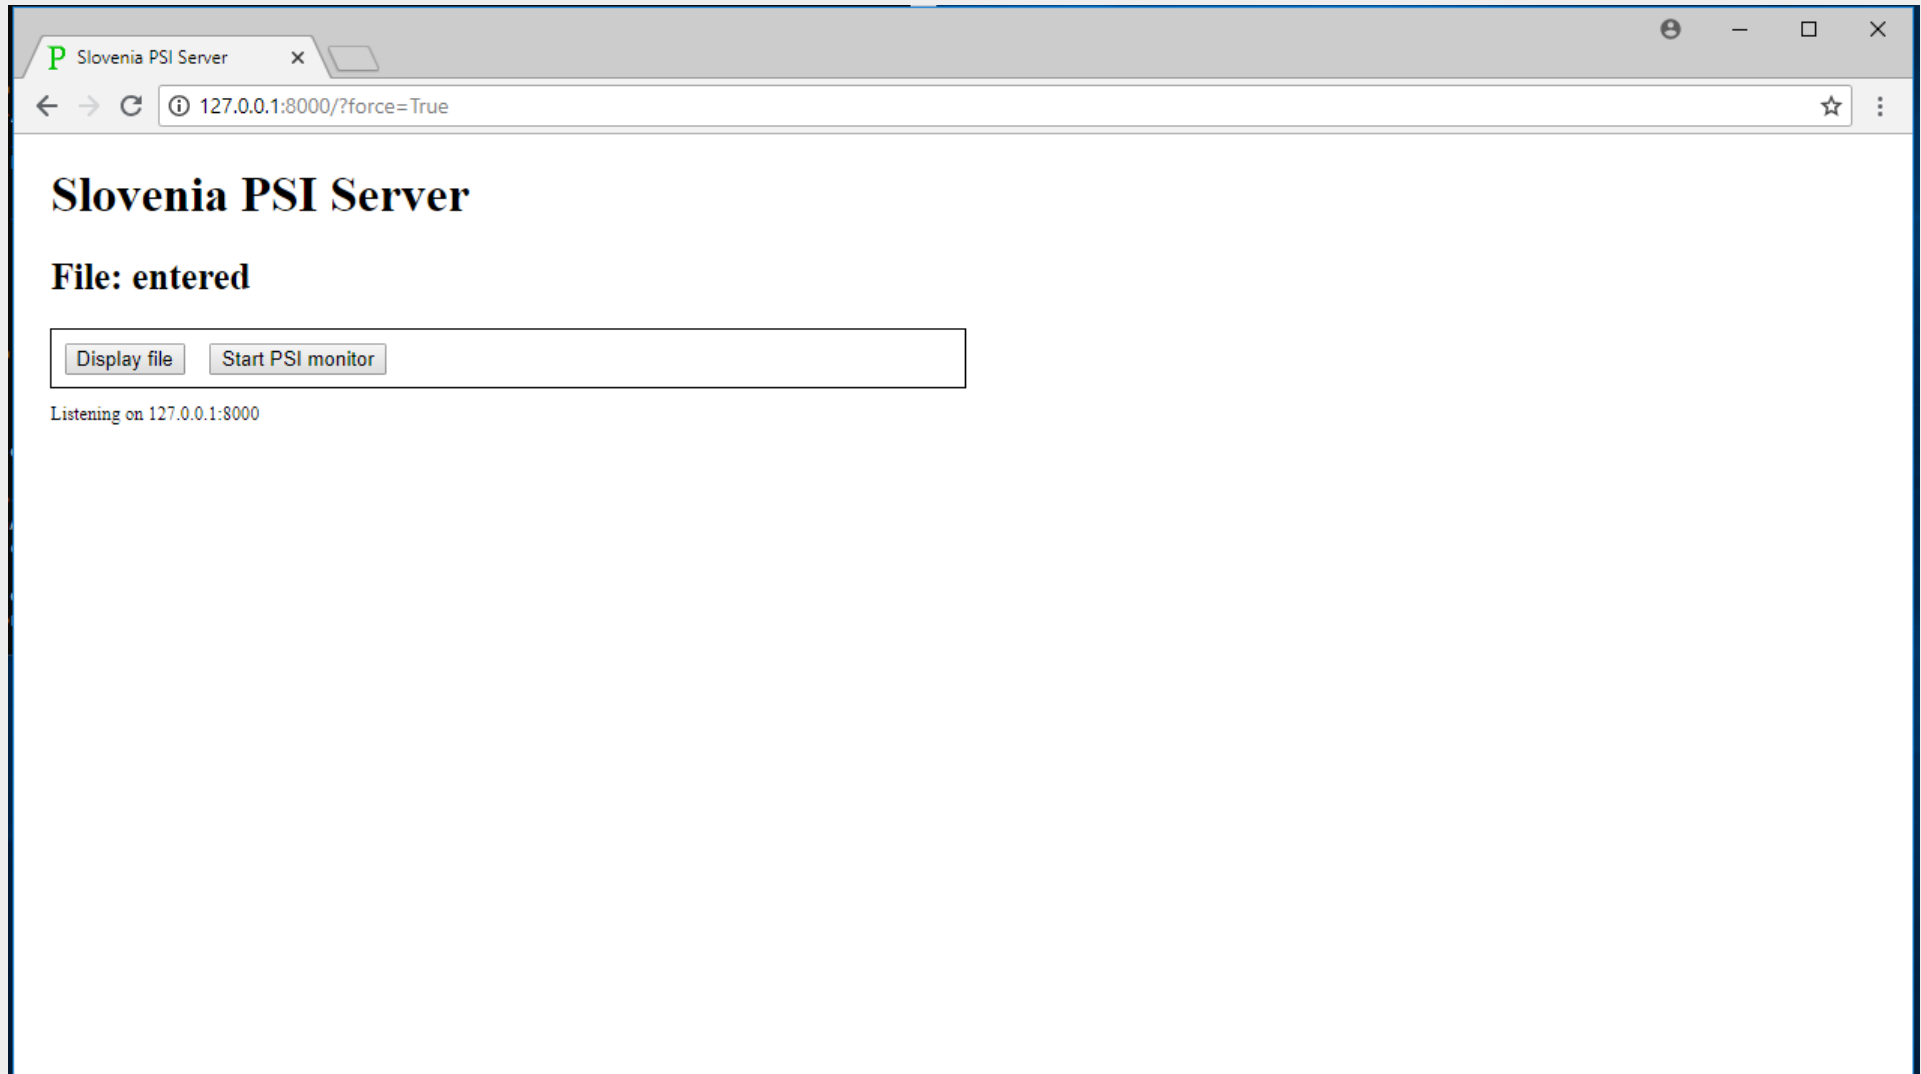 P Slovenia PSI Server
127.0.0.1:8000/?force=True
Slovenia PSI Server
File: entered
Display file Start PSI monitor
Listening on 127.0.0.1:8000